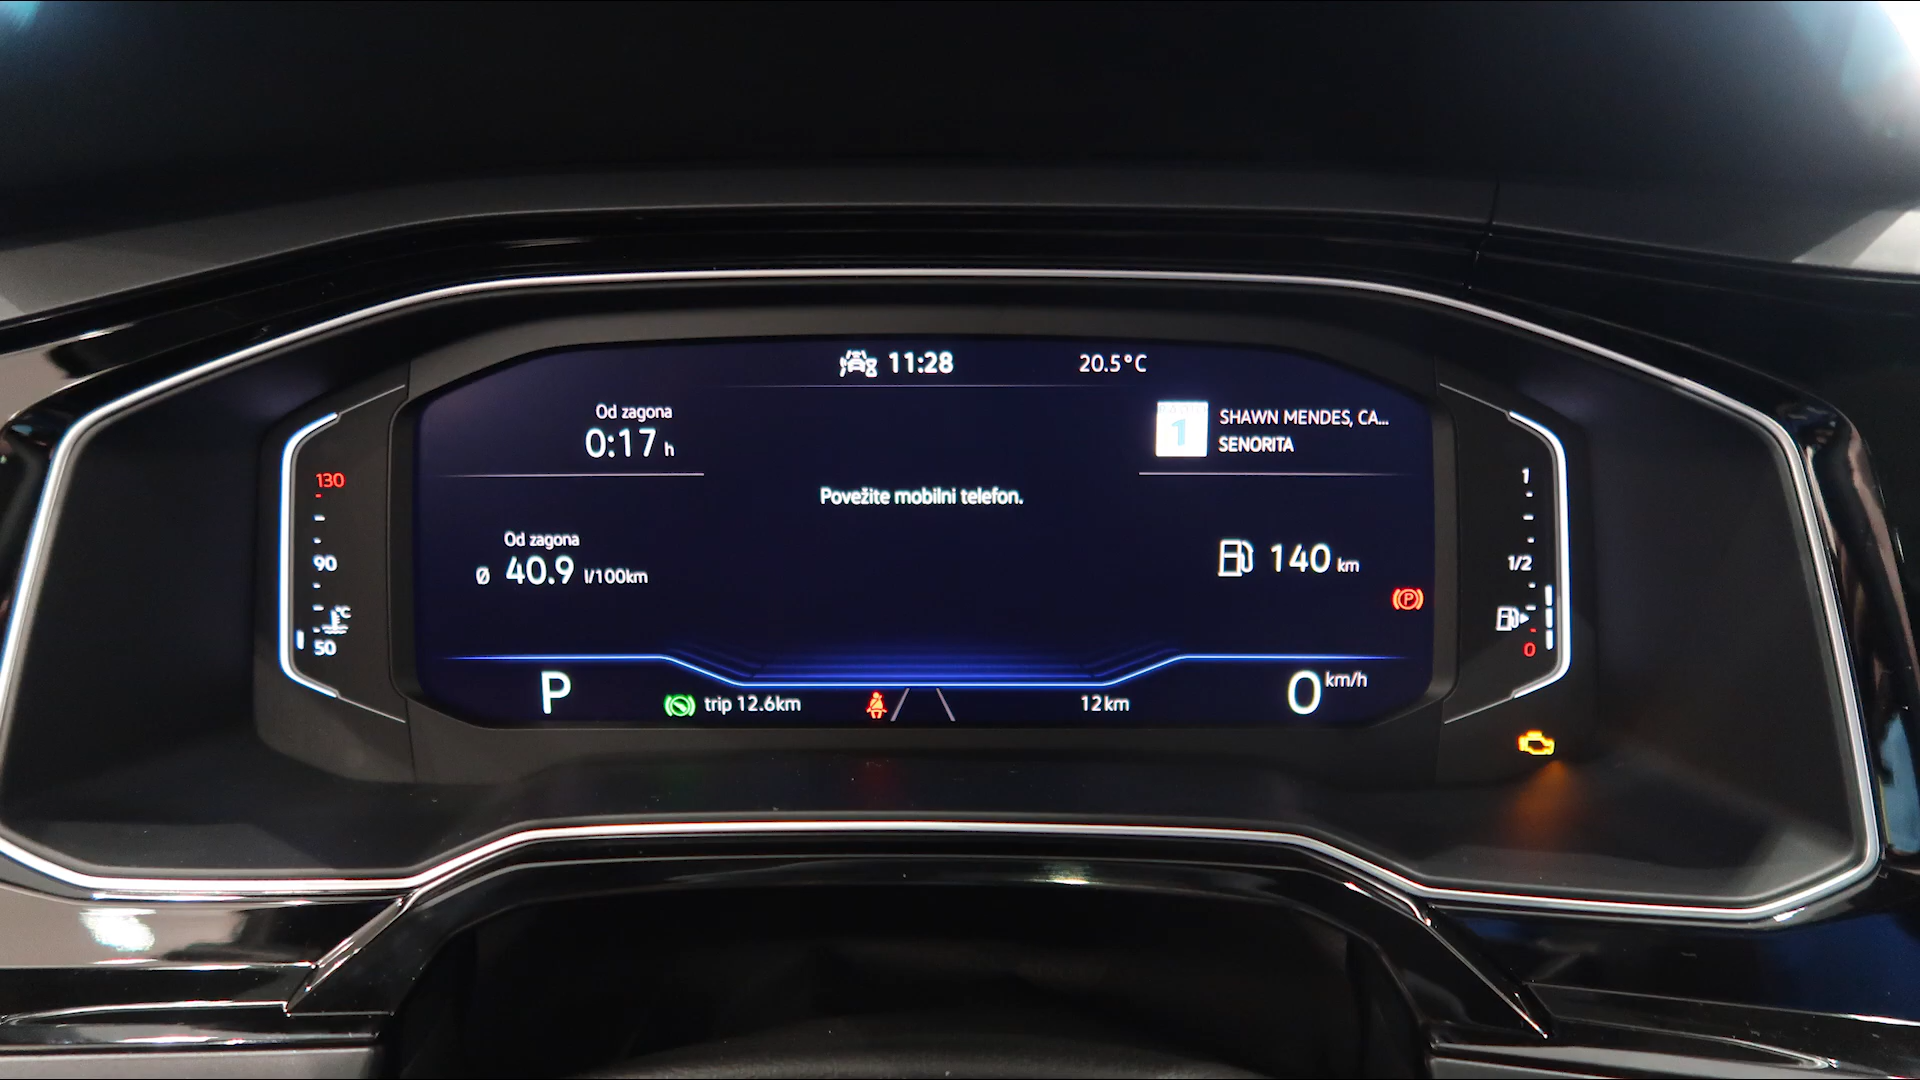 11:28
20.5°C
Od zagona
0:17 h
1
SHAWN MENDES, CA...
SENORITA
Povežite mobilni telefon.
Od zagona
Ø 40.9 l/100km
140 km
130
90
°C
50
1
1/2
0
P
P
trip 12.6km
12km
0 km/h